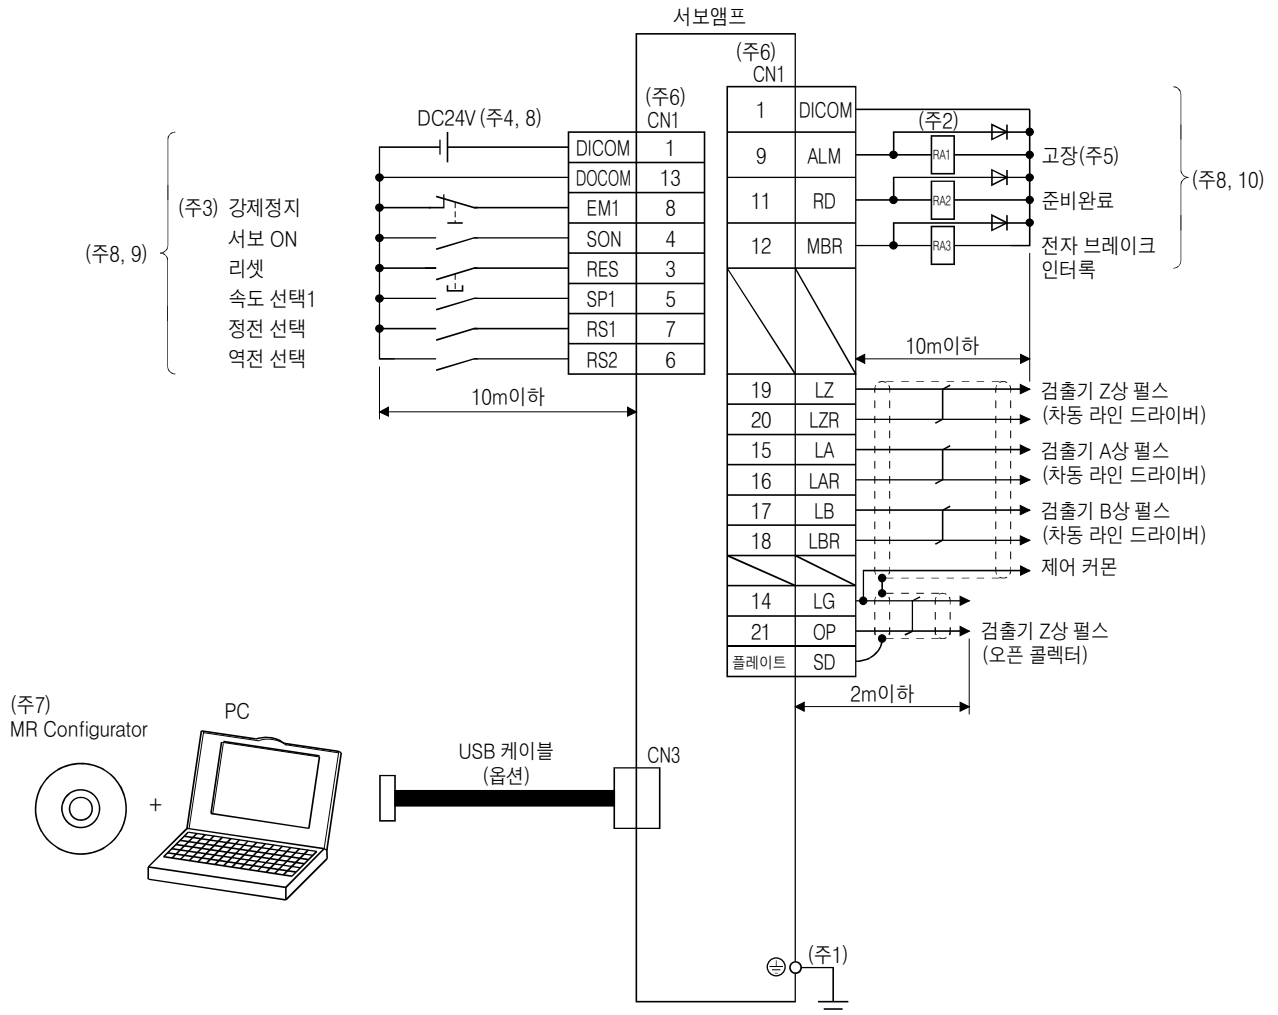 서보앰프
(주6)
CN1
DC24V (주4, 8)
DICOM 1
DOCOM 13
(주3) 강제정지 EM1 8
서보 ON SON 4
리셋 RES 3
속도 선택1 SP1 5
정전 선택 RS1 7
역전 선택 RS2 6
(주8, 9)
10m이하
(주6)
CN1
1 DICOM
(주2)
9 ALM RA1 고장(주5)
11 RD RA2 준비완료
12 MBR RA3 전자 브레이크
인터록
(주8, 10)
10m이하
19 LZ 검출기 Z상 펄스
20 LZR (차동 라인 드라이버)
15 LA 검출기 A상 펄스
16 LAR (차동 라인 드라이버)
17 LB 검출기 B상 펄스
18 LBR (차동 라인 드라이버)
제어 커몬
14 LG
21 OP 검출기 Z상 펄스
(오픈 콜렉터)
플레이트 SD
2m이하
(주7)
MR Configurator
PC
+
USB 케이블
(옵션)
CN3
(주1)